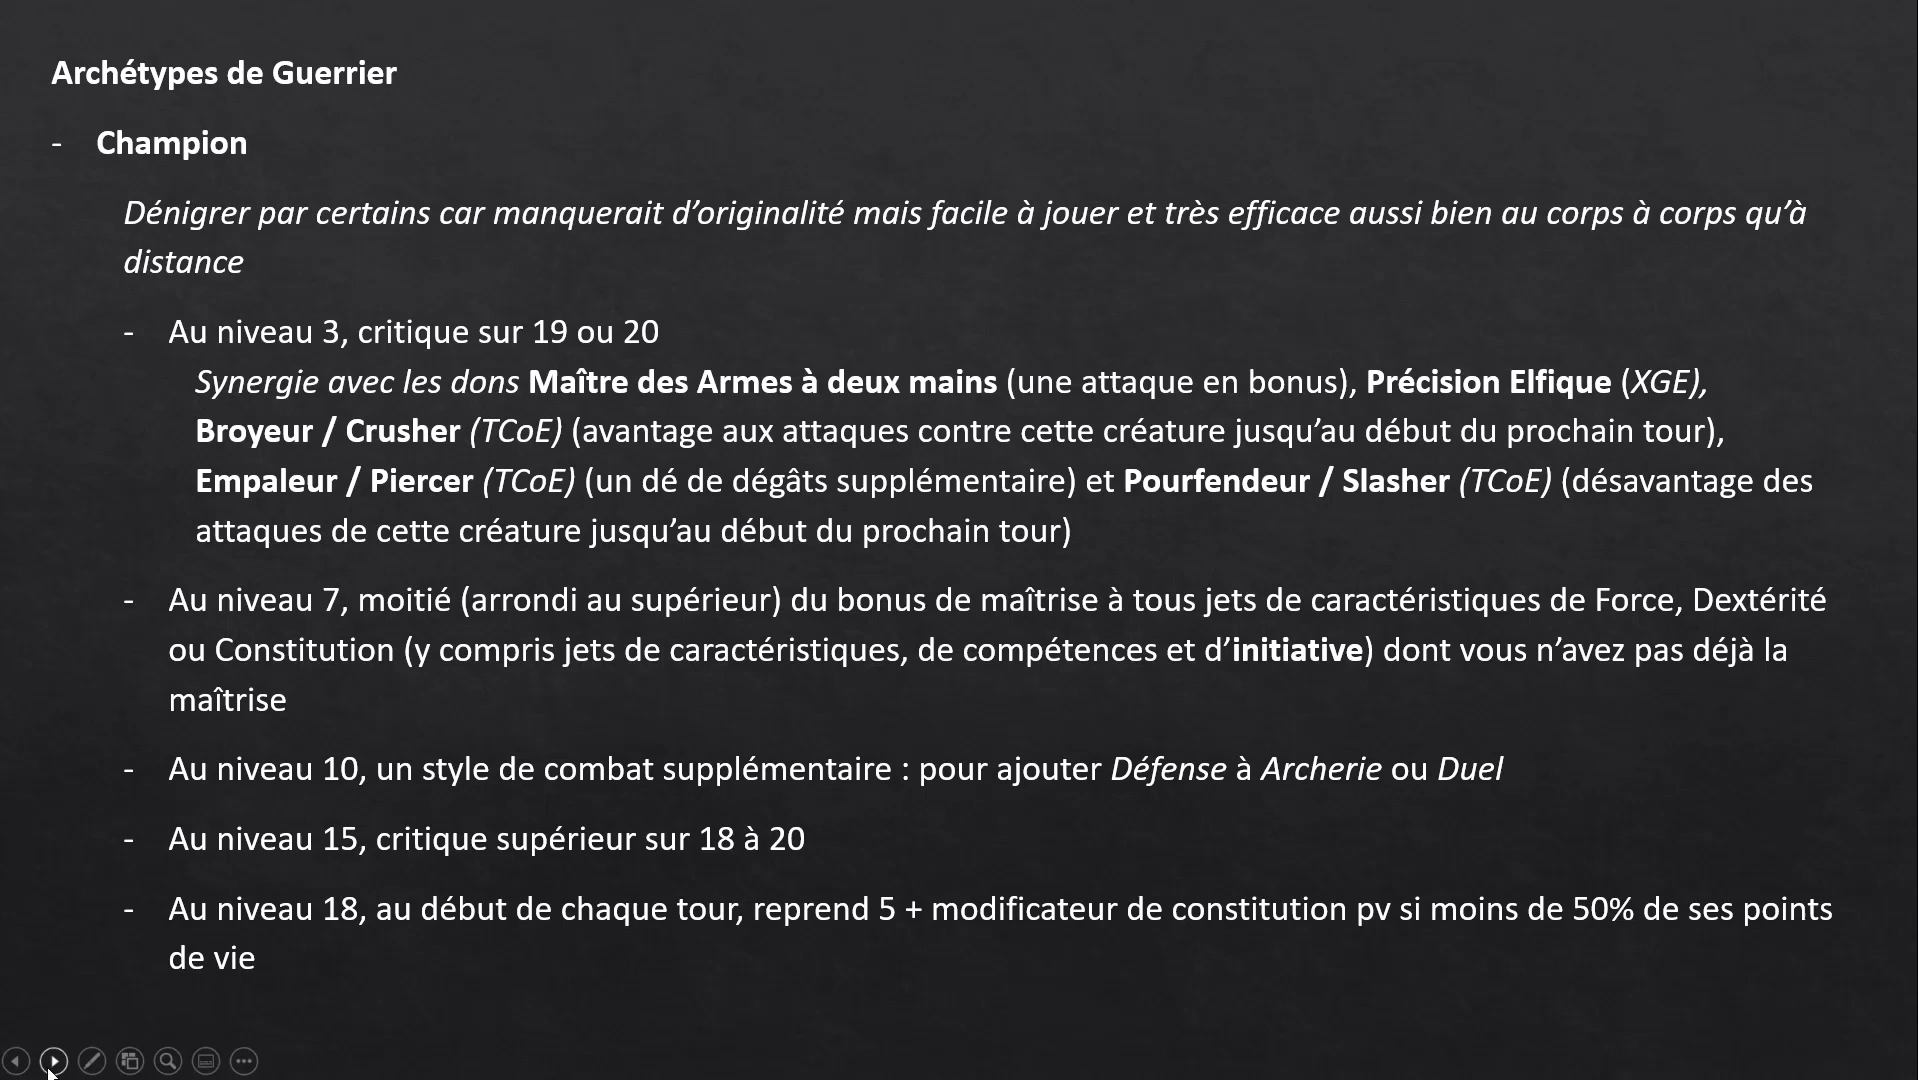 Archétypes de Guerrier
- Champion
Dénigrer par certains car manquerait d’originalité mais facile à jouer et très efficace aussi bien au corps à corps qu’à
distance
- Au niveau 3, critique sur 19 ou 20
Synergie avec les dons Maître des Armes à deux mains (une attaque en bonus), Précision Elfique (XGE),
Broyeur / Crusher (TCoE) (avantage aux attaques contre cette créature jusqu’au début du prochain tour),
Empaleur / Piercer (TCoE) (un dé de dégâts supplémentaire) et Pourfendeur / Slasher (TCoE) (désavantage des
attaques de cette créature jusqu’au début du prochain tour)
- Au niveau 7, moitié (arrondi au supérieur) du bonus de maîtrise à tous jets de caractéristiques de Force, Dextérité
ou Constitution (y compris jets de caractéristiques, de compétences et d’initiative) dont vous n’avez pas déjà la
maîtrise
- Au niveau 10, un style de combat supplémentaire : pour ajouter Défense à Archerie ou Duel
- Au niveau 15, critique supérieur sur 18 à 20
- Au niveau 18, au début de chaque tour, reprend 5 + modificateur de constitution pv si moins de 50% de ses points
de vie